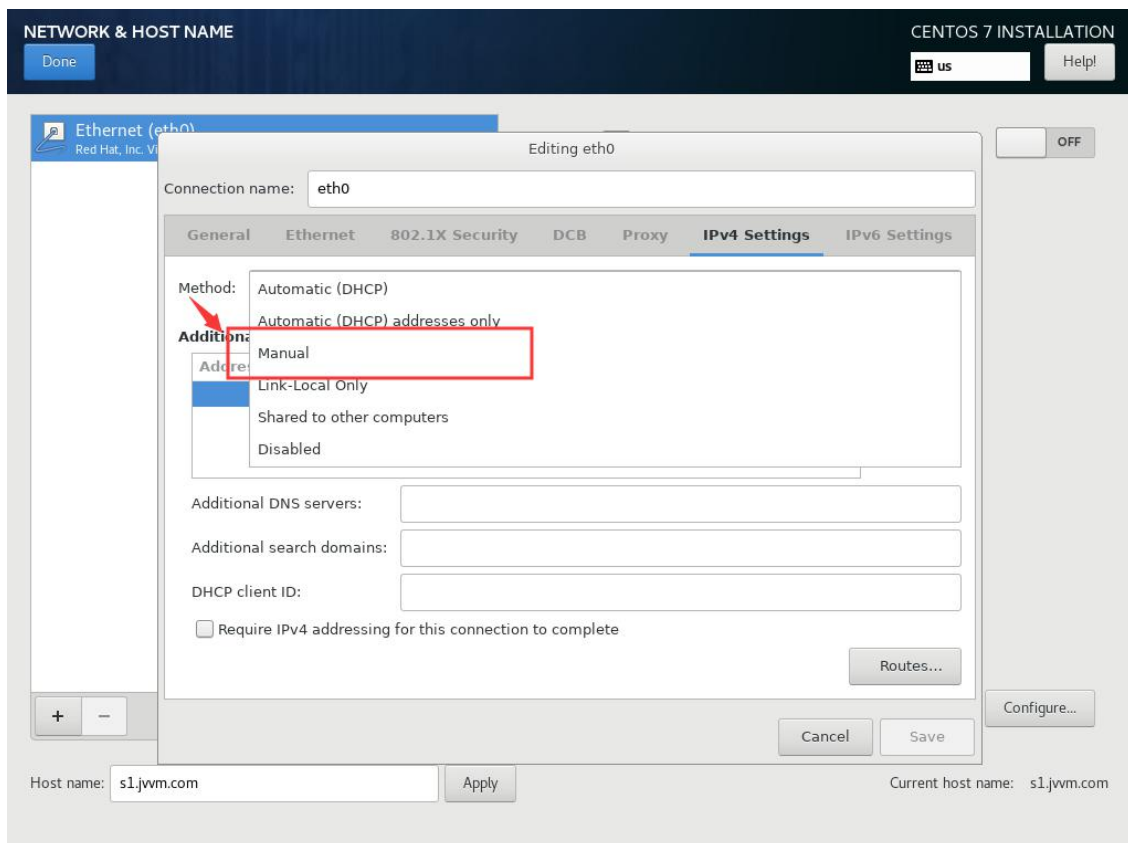 NETWORK & HOST NAME
CENTOS 7 INSTALLATION
Done
us
Help!
Ethernet (eth0)
Red Hat, Inc. Vi
OFF
Editing eth0
Connection name: eth0
General Ethernet 802.1X Security DCB Proxy IPv4 Settings IPv6 Settings
Method: Automatic (DHCP)
Automatic (DHCP) addresses only
Additiona
Manual
Addre
Link-Local Only
Shared to other computers
Disabled
Additional DNS servers:
Additional search domains:
DHCP client ID:
Require IPv4 addressing for this connection to complete
Routes...
+ −
Configure...
Cancel Save
Host name: s1.jvvm.com Apply Current host name: s1.jvvm.com